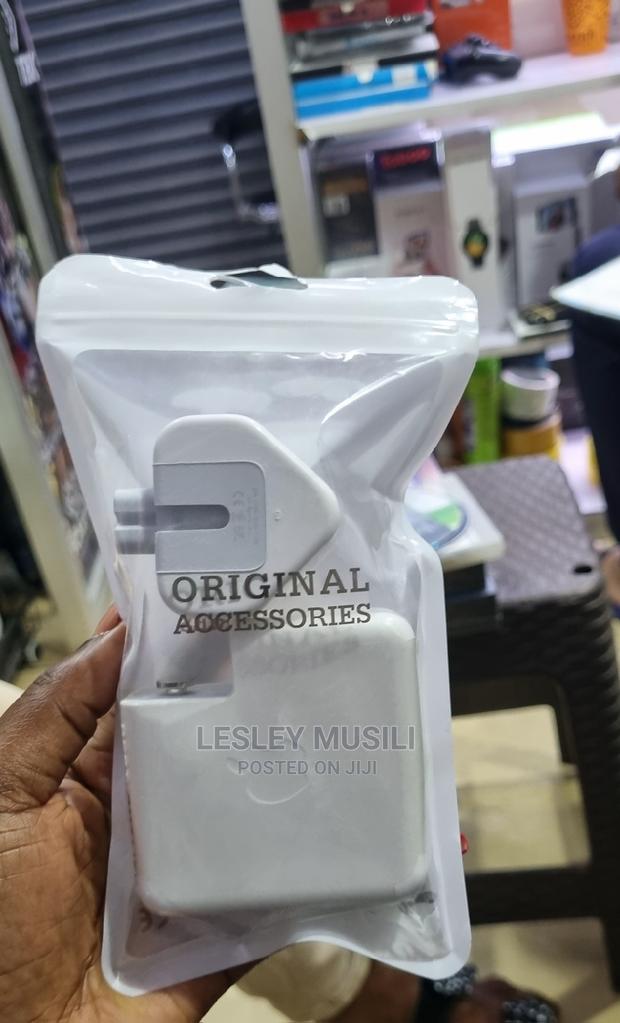 ORIGINAL
ACCESSORIES
LESLEY MUSILI
POSTED ON JIJI